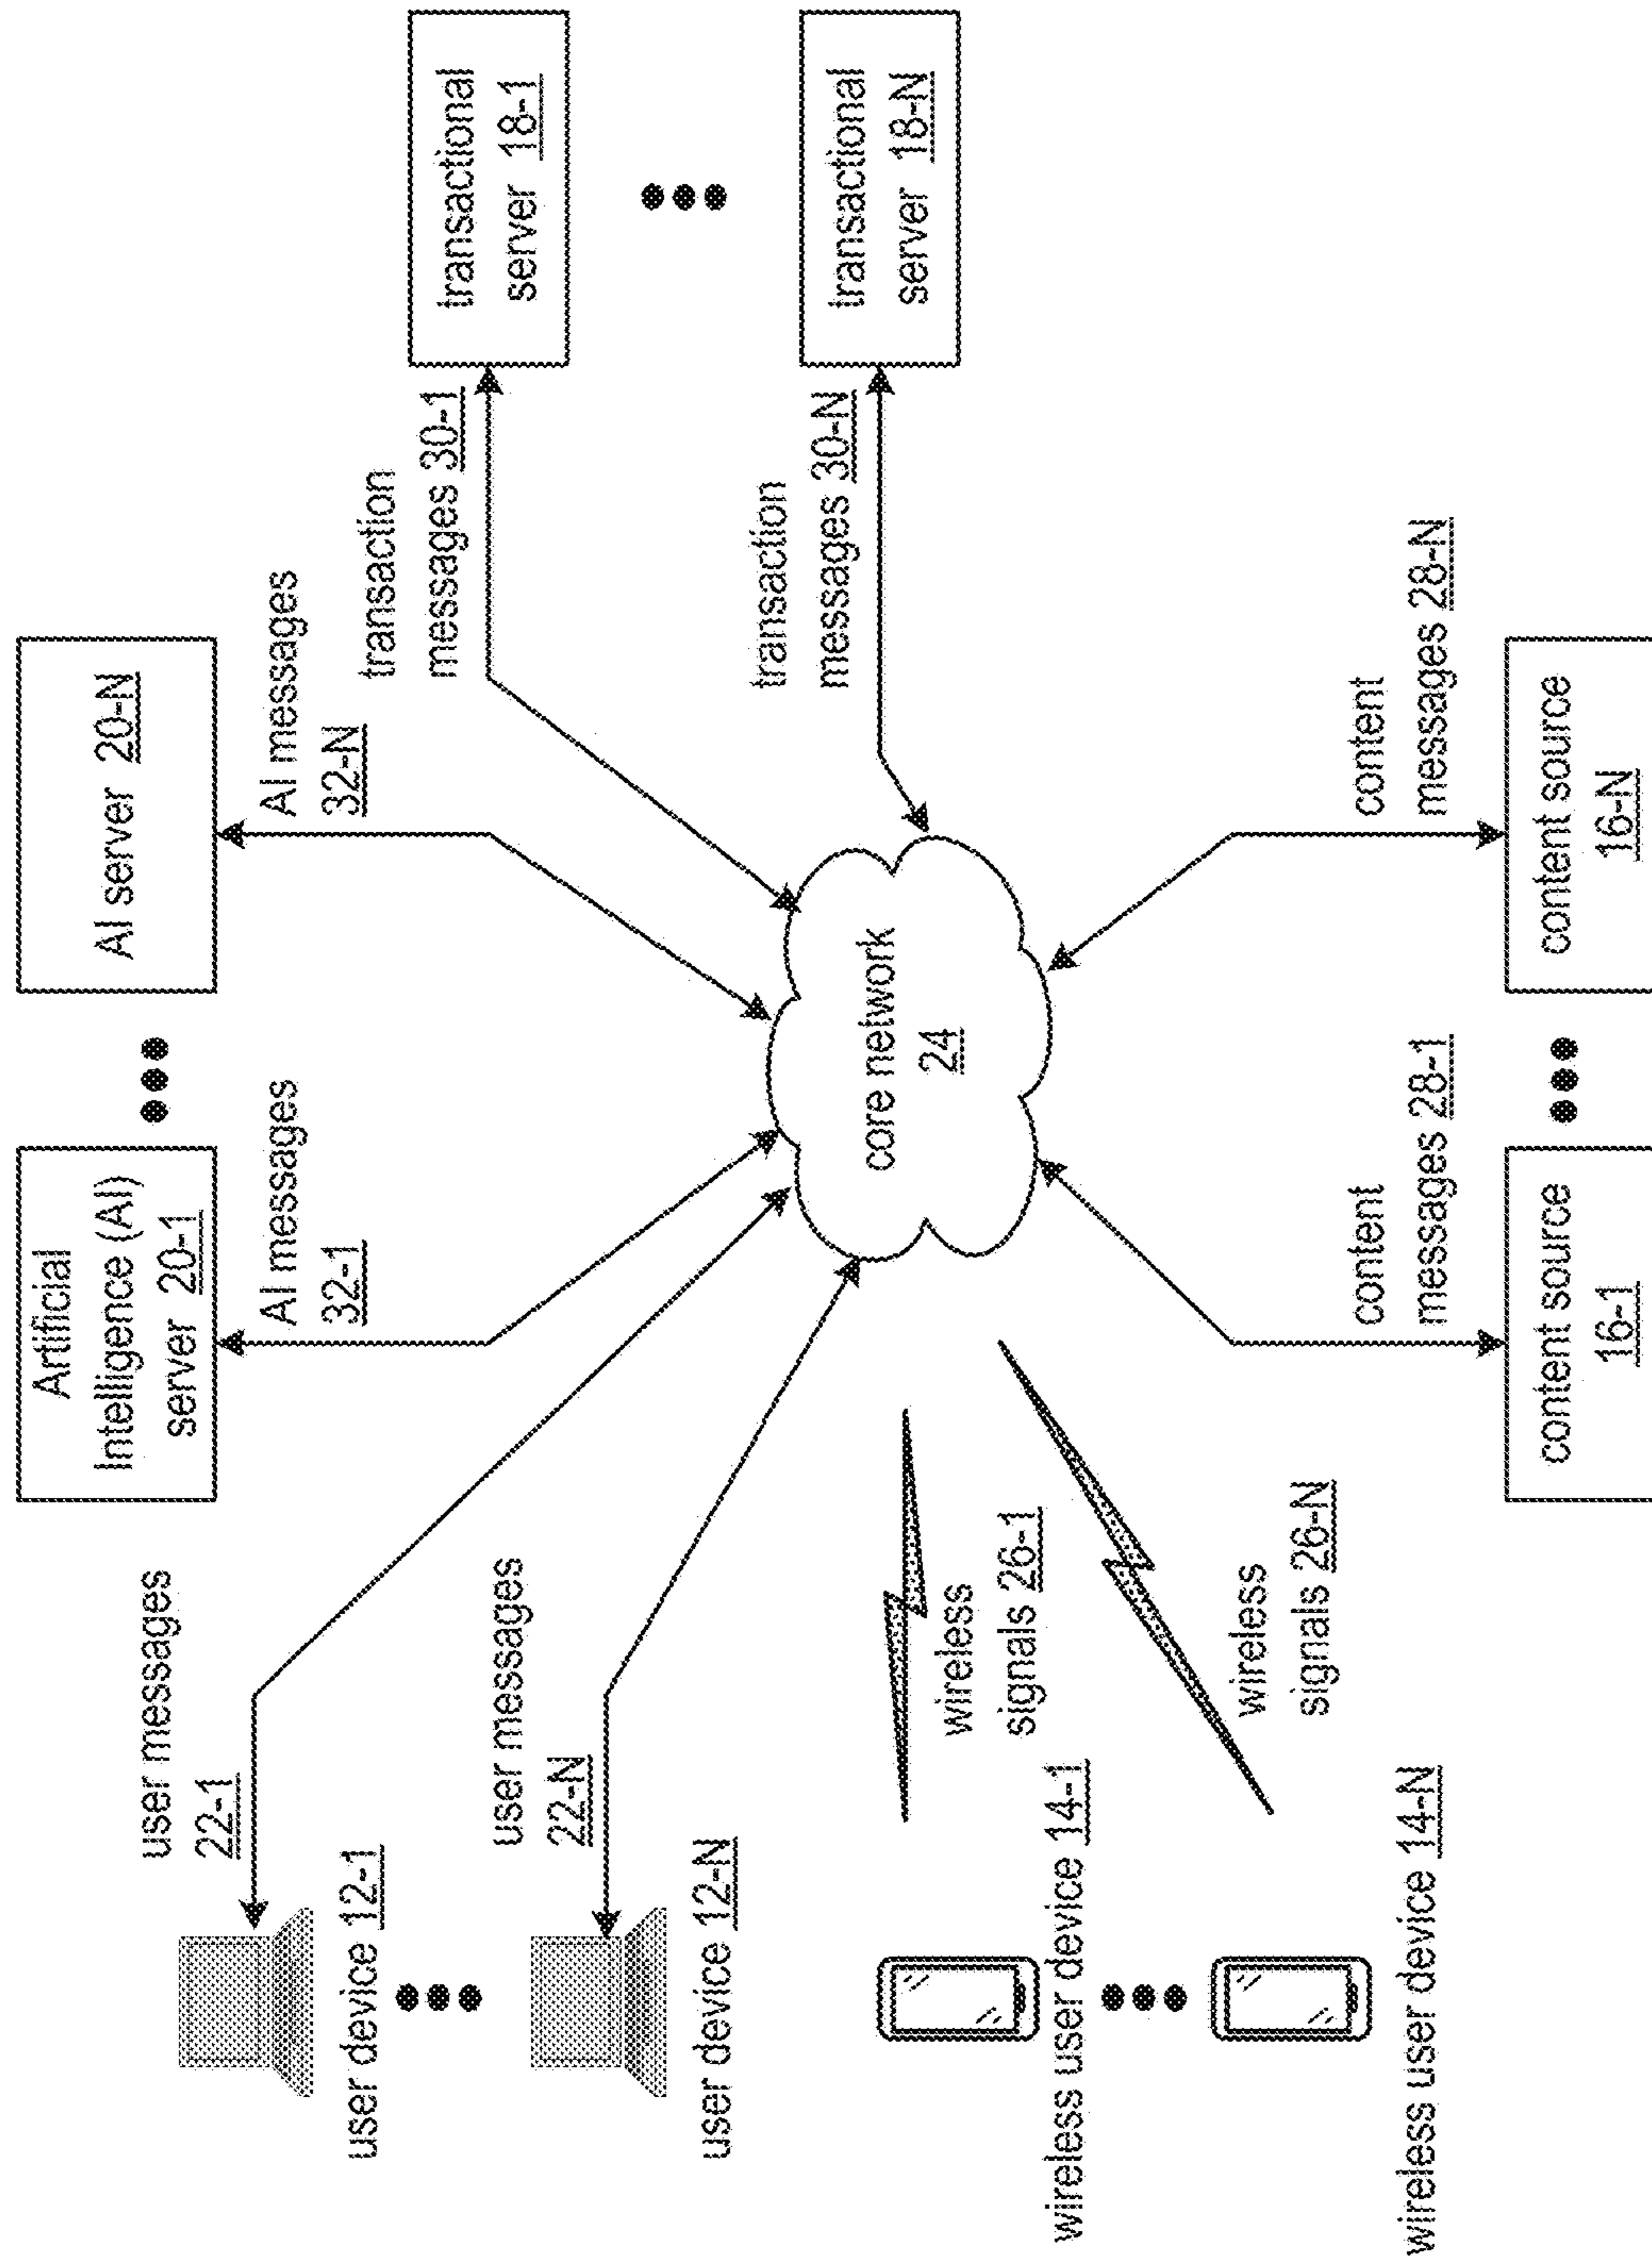 Artificial
Intelligence (AI)
server 20-1
AI server 20-N
AI messages
32-1
AI messages
32-N
user messages
22-1
user device 12-1
user messages
22-N
user device 12-N
transaction
messages 30-1
transactional
server 18-1
transaction
messages 30-N
transactional
server 18-N
core network
24
wireless
signals 26-1
wireless user device 14-1
wireless
signals 26-N
wireless user device 14-N
content
messages 28-1
content
messages 28-N
content source
16-1
content source
16-N